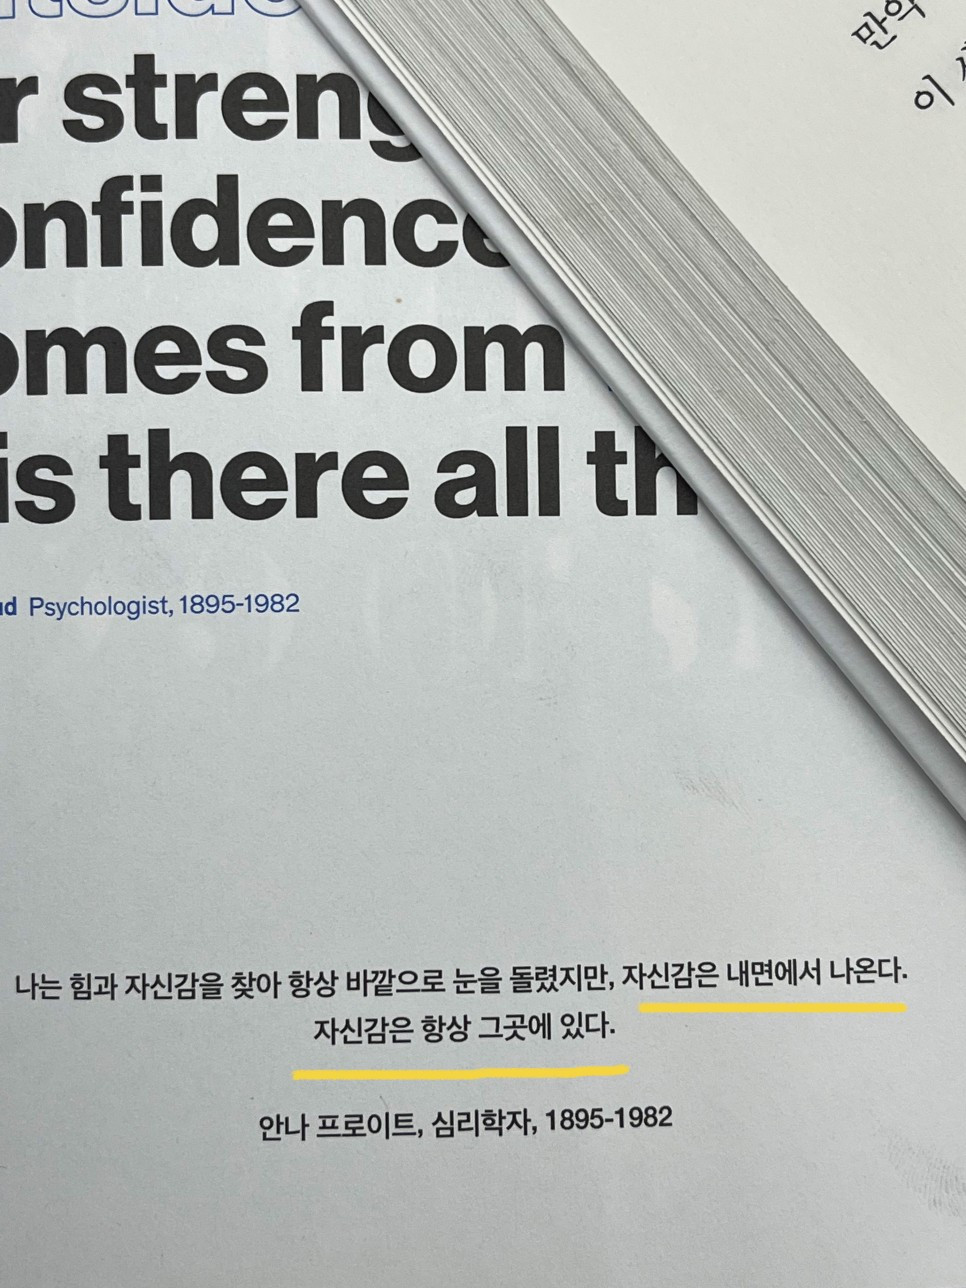 r streng
onfidence
omes from
is there all th
ud Psychologist, 1895-1982
만약
이
나는 힘과 자신감을 찾아 항상 바깥으로 눈을 돌렸지만, 자신감은 내면에서 나온다.
자신감은 항상 그곳에 있다.
안나 프로이트, 심리학자, 1895-1982